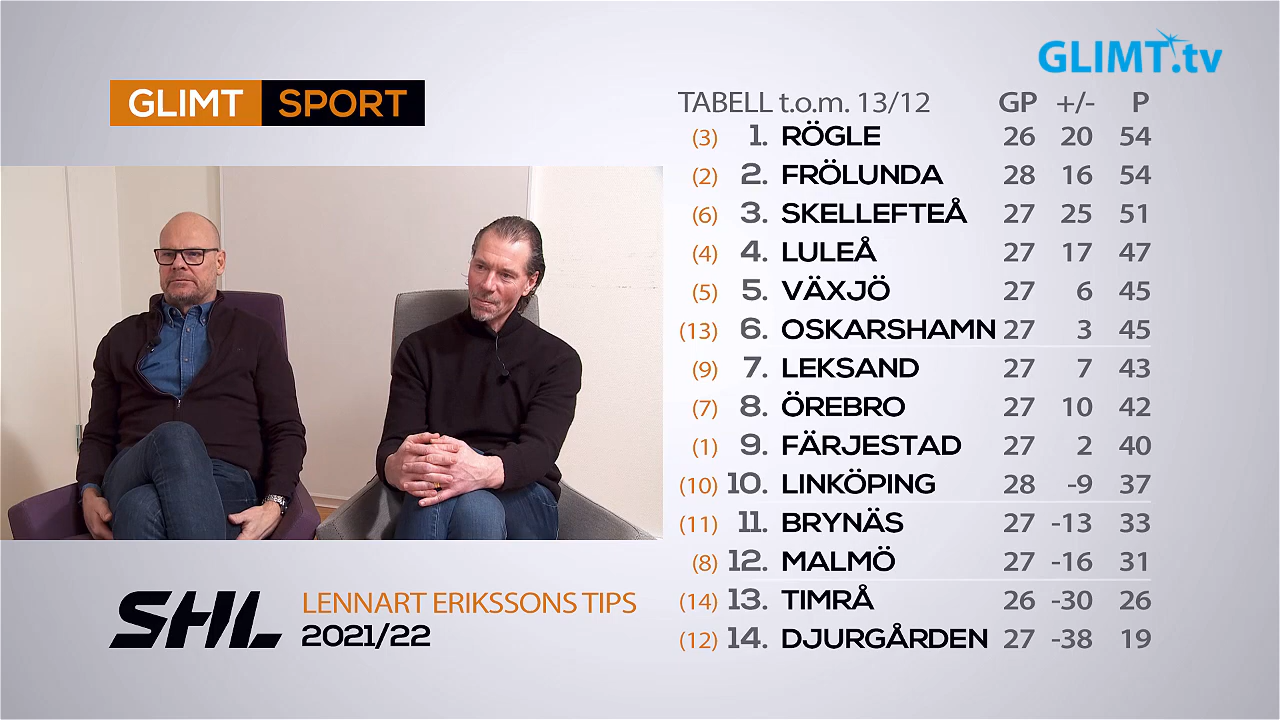 GLIMT.tv
GLIMT SPORT
TABELL t.o.m. 13/12 GP +/- P
(3) 1. RÖGLE 26 20 54
(2) 2. FRÖLUNDA 28 16 54
(6) 3. SKELLEFTEÅ 27 25 51
(4) 4. LULEÅ 27 17 47
(5) 5. VÄXJÖ 27 6 45
(13) 6. OSKARSHAMN 27 3 45
(9) 7. LEKSAND 27 7 43
(7) 8. ÖREBRO 27 10 42
(1) 9. FÄRJESTAD 27 2 40
(10) 10. LINKÖPING 28 -9 37
(11) 11. BRYNÄS 27 -13 33
(8) 12. MALMÖ 27 -16 31
(14) 13. TIMRÅ 26 -30 26
(12) 14. DJURGÅRDEN 27 -38 19
SHL
LENNART ERIKSSONS TIPS
2021/22